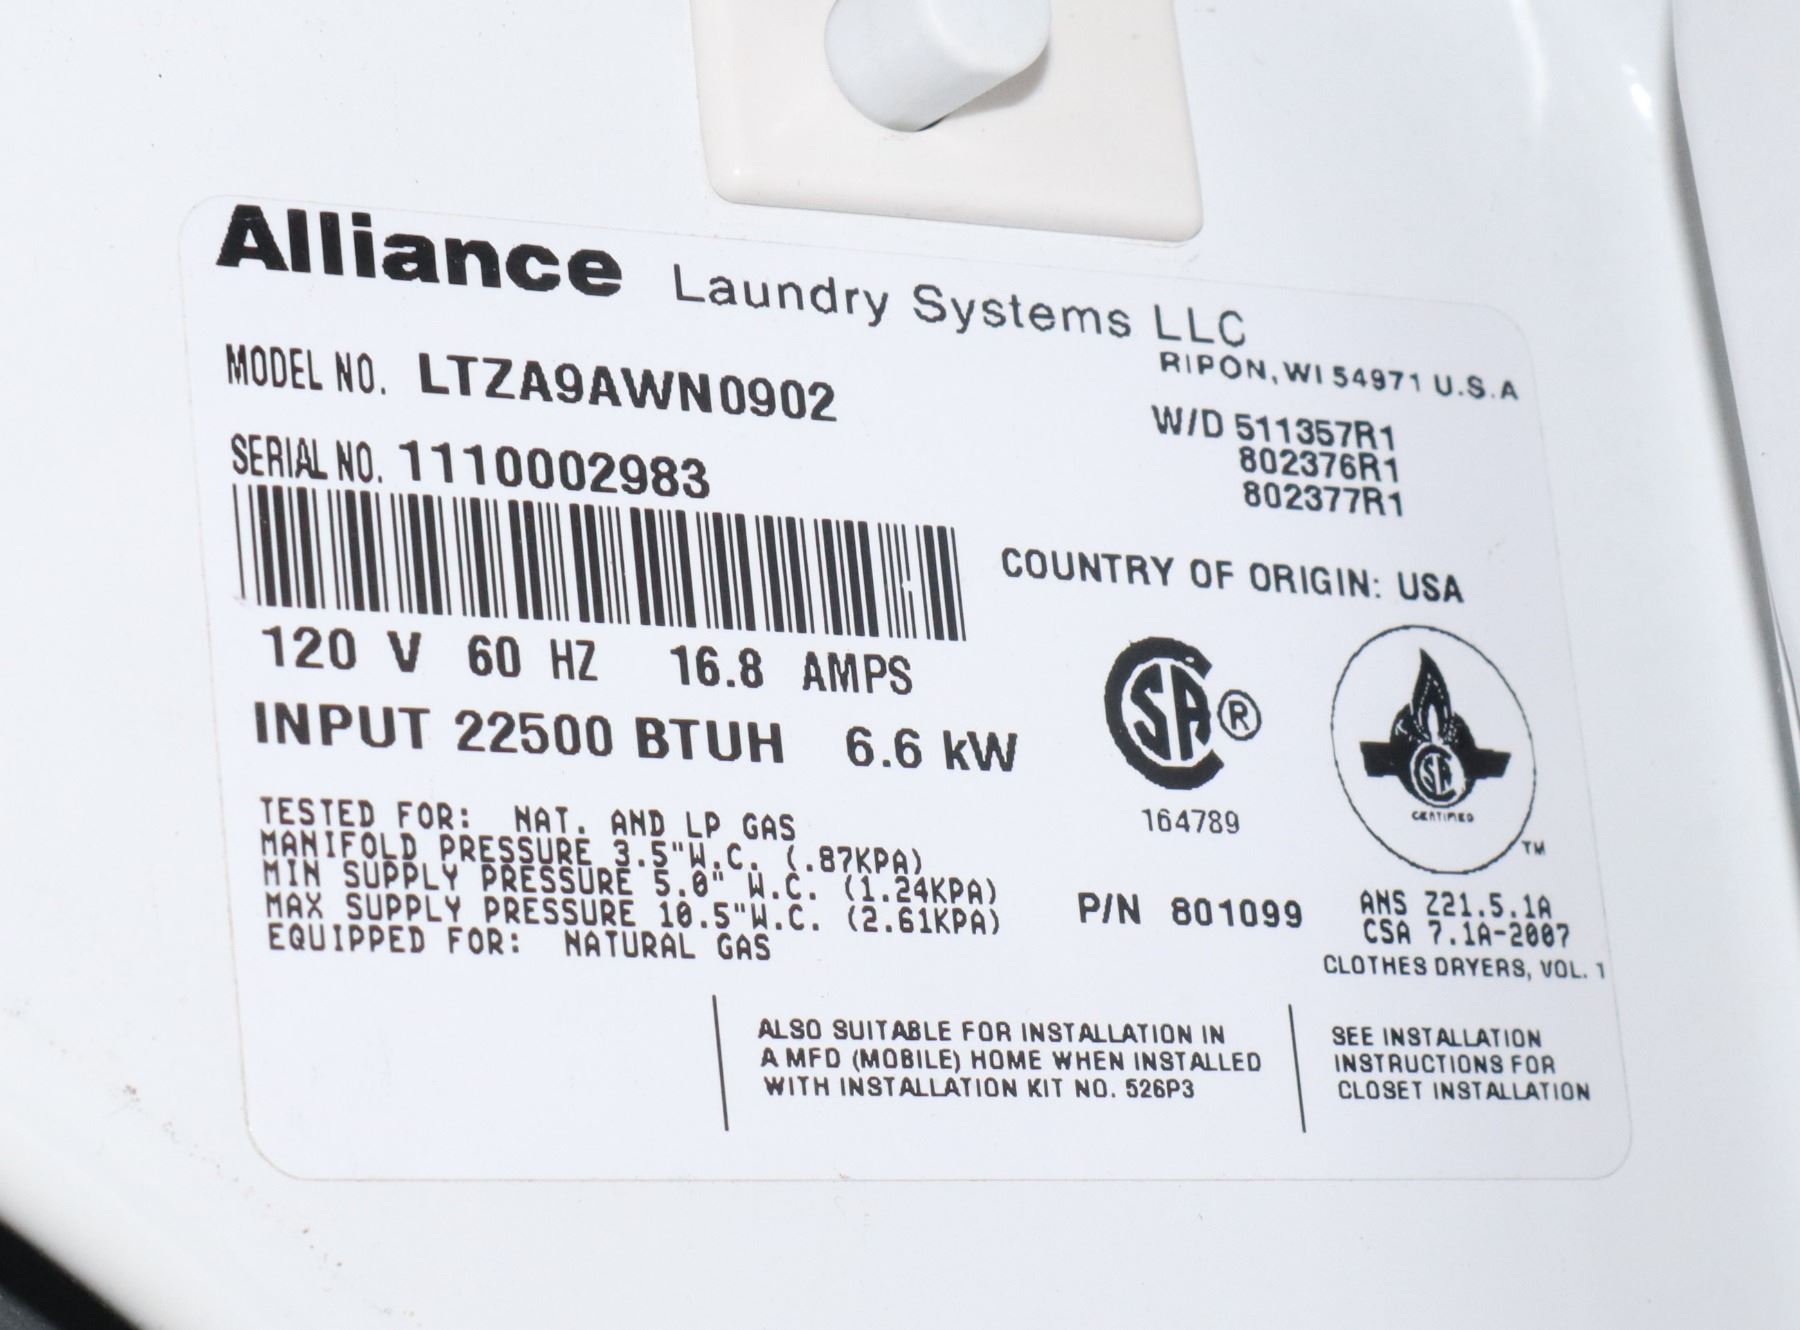 Alliance Laundry Systems LLC
RIPON, WI 54971 U.S.A
MODEL NO. LTZA9AWN0902
W/D 511357R1
802376R1
802377R1
SERIAL NO. 1110002983
COUNTRY OF ORIGIN: USA
120 V 60 HZ 16.8 AMPS
INPUT 22500 BTUH 6.6 kW
CSA ®
164789
CSA
CERTIFIED
TM
TESTED FOR: NAT. AND LP GAS
MANIFOLD PRESSURE 3.5"W.C. (.87KPA)
MIN SUPPLY PRESSURE 5.0" W.C. (1.24KPA)
MAX SUPPLY PRESSURE 10.5"W.C. (2.61KPA)
EQUIPPED FOR: NATURAL GAS
P/N 801099
ANS Z21.5.1A
CSA 7.1A-2007
CLOTHES DRYERS, VOL. 1
ALSO SUITABLE FOR INSTALLATION IN
A MFD (MOBILE) HOME WHEN INSTALLED
WITH INSTALLATION KIT NO. 526P3
SEE INSTALLATION
INSTRUCTIONS FOR
CLOSET INSTALLATION